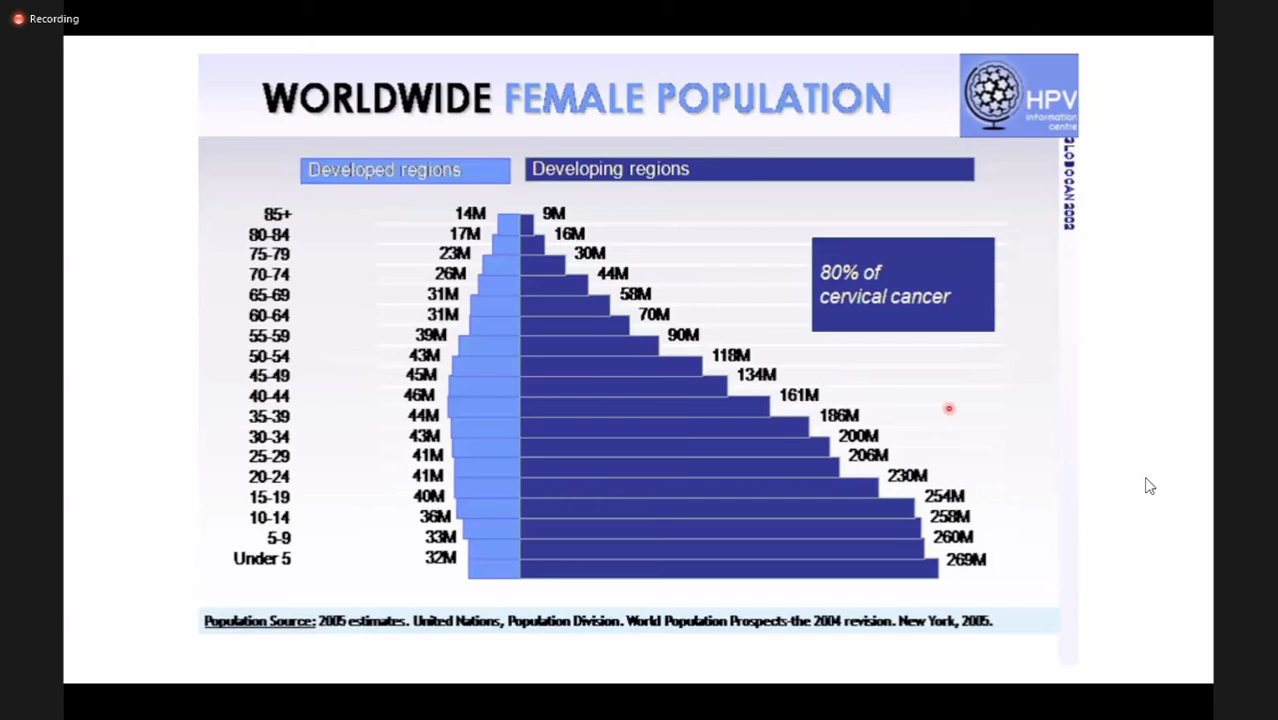 Recording
WORLDWIDE FEMALE POPULATION
HPV
information
centre
GLOBOCAN 2002
Developed regions Developing regions
85+ 14M 9M
80-84 17M 16M
75-79 23M 30M
70-74 26M 44M
65-69 31M 58M
60-64 31M 70M
55-59 39M 90M
50-54 43M 118M
45-49 45M 134M
40-44 46M 161M
35-39 44M 186M
30-34 43M 200M
25-29 41M 206M
20-24 41M 230M
15-19 40M 254M
10-14 36M 258M
5-9 33M 260M
Under 5 32M 269M
80% of
cervical cancer
Population Source: 2005 estimates. United Nations, Population Division. World Population Prospects-the 2004 revision. New York, 2005.